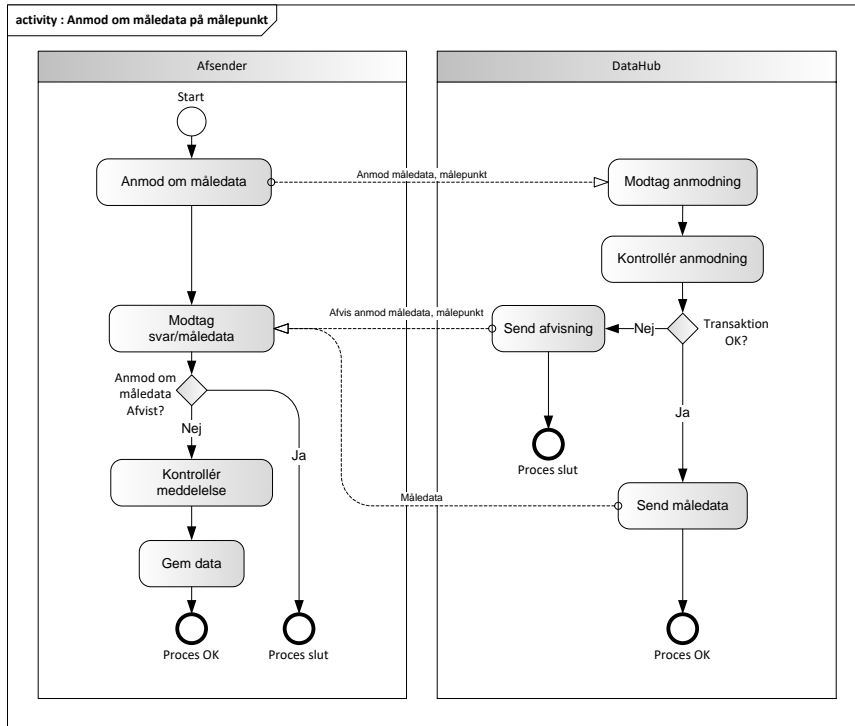 activity : Anmod om måledata på målepunkt
Afsender
Start
Anmod om måledata
Modtag
svar/måledata
Anmod om
måledata
Afvist?
Nej
Ja
Kontrollér
meddelelse
Gem data
Proces OK
Proces slut
DataHub
Anmod måledata, målepunkt
Modtag anmodning
Kontrollér anmodning
Afvis anmod måledata, målepunkt
Send afvisning
Nej
Transaktion
OK?
Ja
Proces slut
Måledata
Send måledata
Proces OK